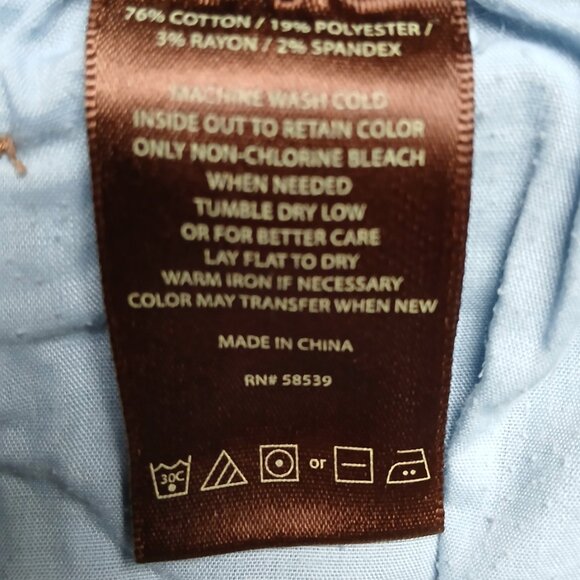 76% COTTON / 19% POLYESTER /
3% RAYON / 2% SPANDEX
MACHINE WASH COLD
INSIDE OUT TO RETAIN COLOR
ONLY NON-CHLORINE BLEACH
WHEN NEEDED
TUMBLE DRY LOW
OR FOR BETTER CARE
LAY FLAT TO DRY
WARM IRON IF NECESSARY
COLOR MAY TRANSFER WHEN NEW
MADE IN CHINA
RN# 58539
30C or